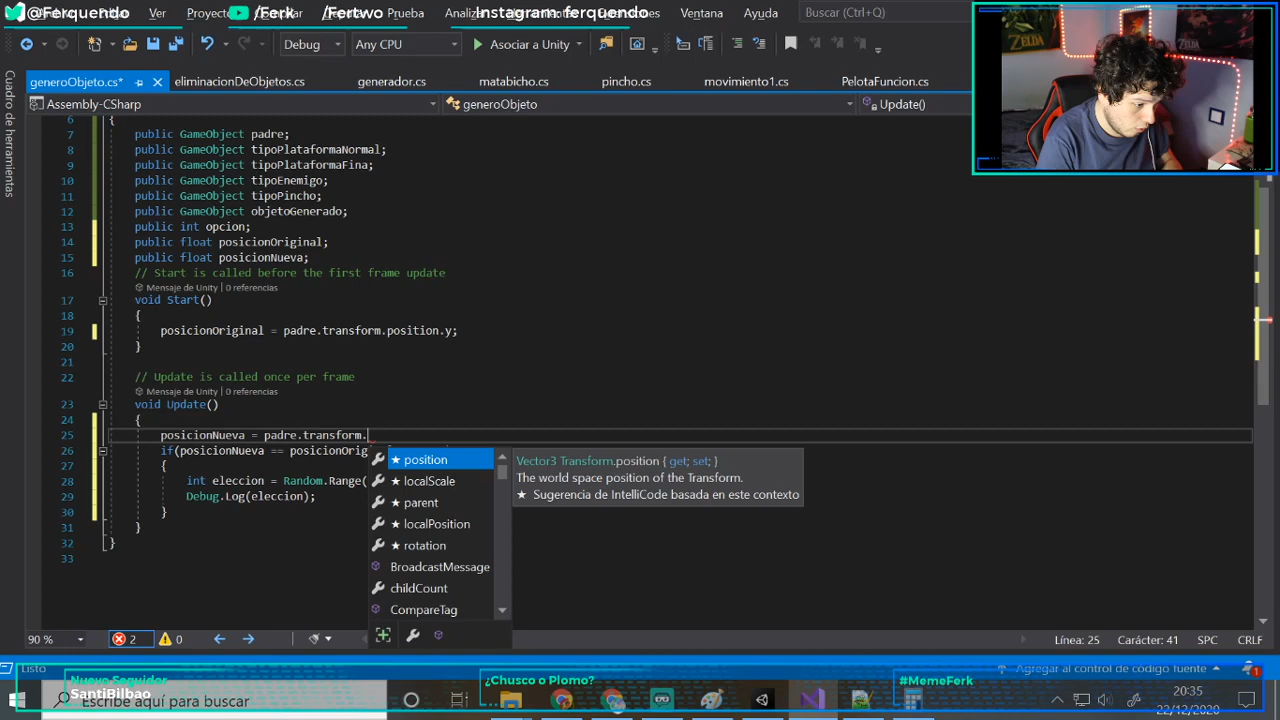 @Ferquendo /Ferk /Ferwo Instagram: ferquendo
Ver Prueba Ventana Ayuda Buscar (Ctrl+Q)
Debug Any CPU Asociar a Unity
generoObjeto.cs* eliminacionDeObjetos.cs generador.cs matabicho.cs pincho.cs movimiento1.cs PelotaFuncion.cs
Assembly-CSharp generoObjeto Update()
Cuadro de herramientas
6 {
7 public GameObject padre;
8 public GameObject tipoPlataformaNormal;
9 public GameObject tipoPlataformaFina;
10 public GameObject tipoEnemigo;
11 public GameObject tipoPincho;
12 public GameObject objetoGenerado;
13 public int opcion;
14 public float posicionOriginal;
15 public float posicionNueva;
16 // Start is called before the first frame update
Mensaje de Unity | 0 referencias
17 void Start()
18 {
19 posicionOriginal = padre.transform.position.y;
20 }
21
22 // Update is called once per frame
Mensaje de Unity | 0 referencias
23 void Update()
24 {
25 posicionNueva = padre.transform.
26 if(posicionNueva == posicionOrig
27 {
28 int eleccion = Random.Range(
29 Debug.Log(eleccion);
30 }
31 }
32 }
33
★ position
★ localScale
★ parent
★ localPosition
★ rotation
BroadcastMessage
childCount
CompareTag
Vector3 Transform.position { get; set; }
The world space position of the Transform.
★ Sugerencia de IntelliCode basada en este contexto
90 % 2 0 Línea: 25 Carácter: 41 SPC CRLF
Listo Agregar al control de código fuente 1
Nuevo Seguidor
SantiBilbao
¿Chusco o Plomo?
#MemeFerk
Escribe aquí para buscar
20:35
22/12/2020